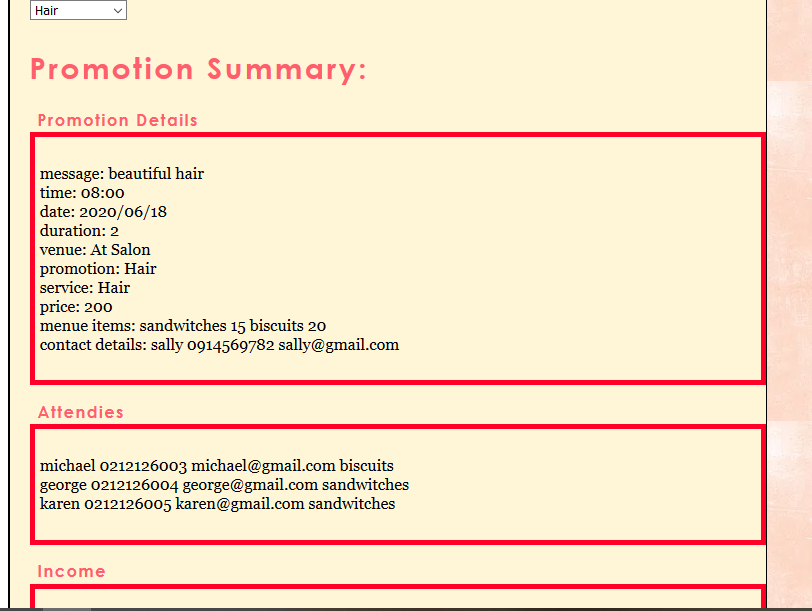 Hair
Promotion Summary:
Promotion Details
message: beautiful hair
time: 08:00
date: 2020/06/18
duration: 2
venue: At Salon
promotion: Hair
service: Hair
price: 200
menue items: sandwitches 15 biscuits 20
contact details: sally 0914569782 sally@gmail.com
Attendies
michael 0212126003 michael@gmail.com biscuits
george 0212126004 george@gmail.com sandwitches
karen 0212126005 karen@gmail.com sandwitches
Income